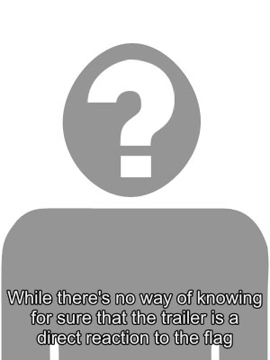 ?
While there's no way of knowing
for sure that the trailer is a
direct reaction to the flag